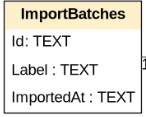 ImportBatches
Id: TEXT
Label : TEXT
ImportedAt : TEXT